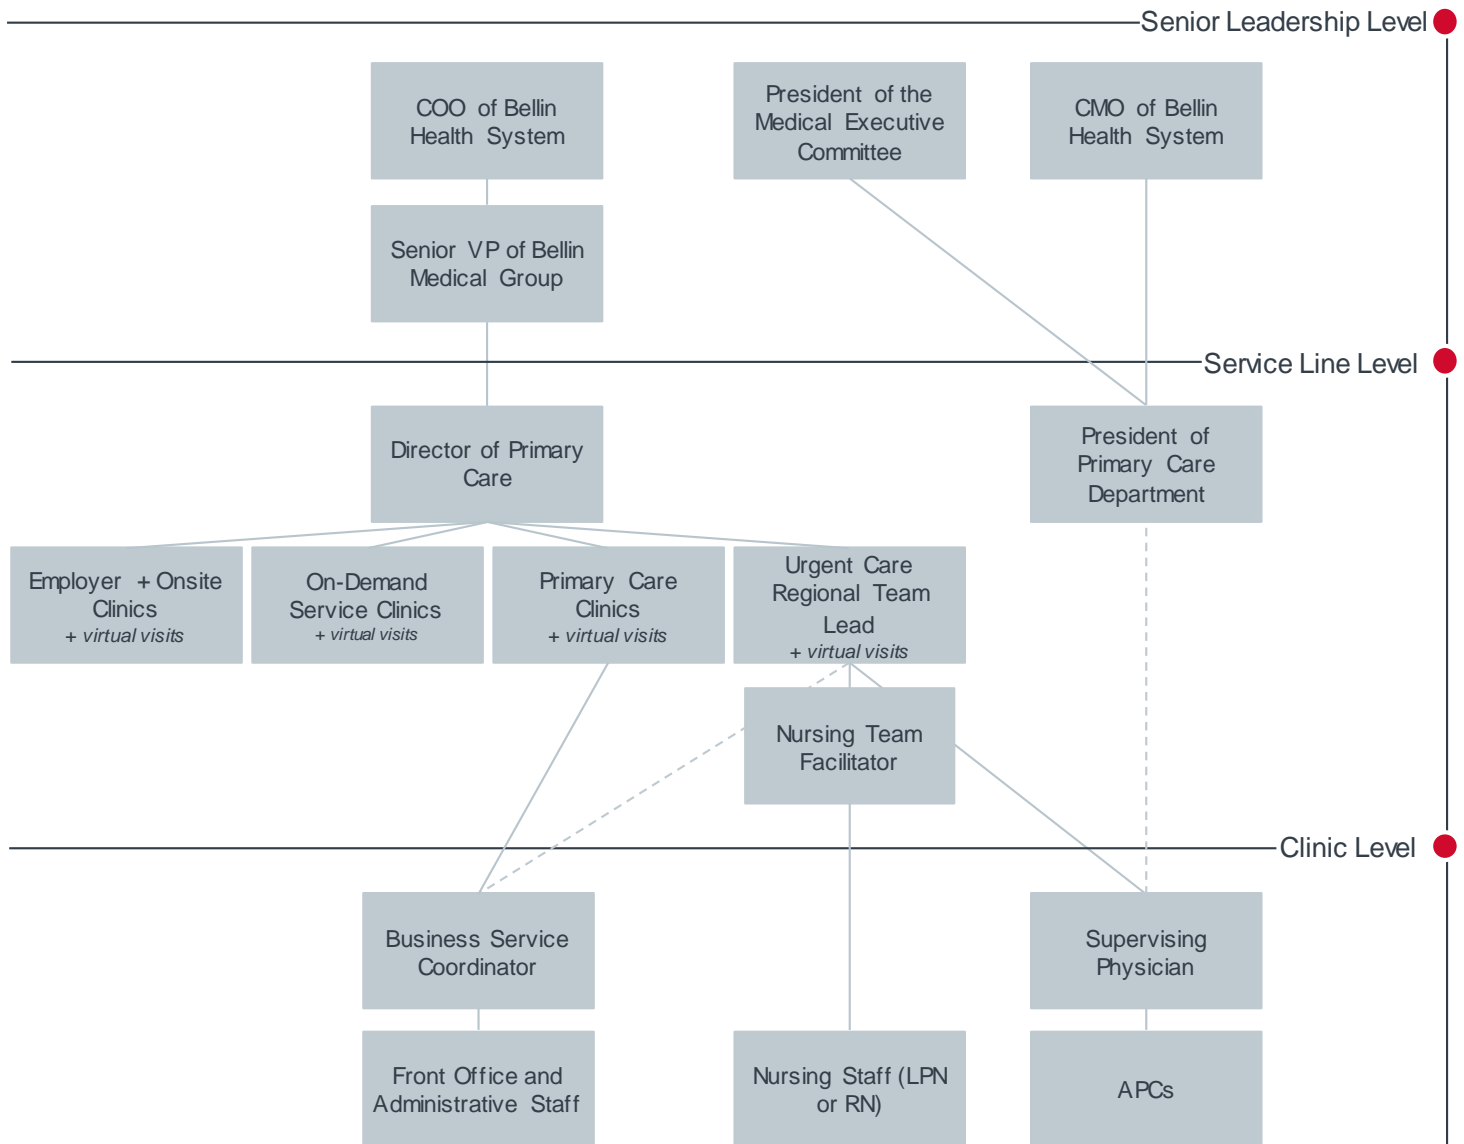 Senior Leadership Level
COO of Bellin
Health System
President of the
Medical Executive
Committee
CMO of Bellin
Health System
Senior VP of Bellin
Medical Group
Service Line Level
Director of Primary
Care
President of
Primary Care
Department
Employer + Onsite
Clinics
+ virtual visits
On-Demand
Service Clinics
+ virtual visits
Primary Care
Clinics
+ virtual visits
Urgent Care
Regional Team
Lead
+ virtual visits
Nursing Team
Facilitator
Clinic Level
Business Service
Coordinator
Supervising
Physician
Front Office and
Administrative Staff
Nursing Staff (LPN
or RN)
APCs